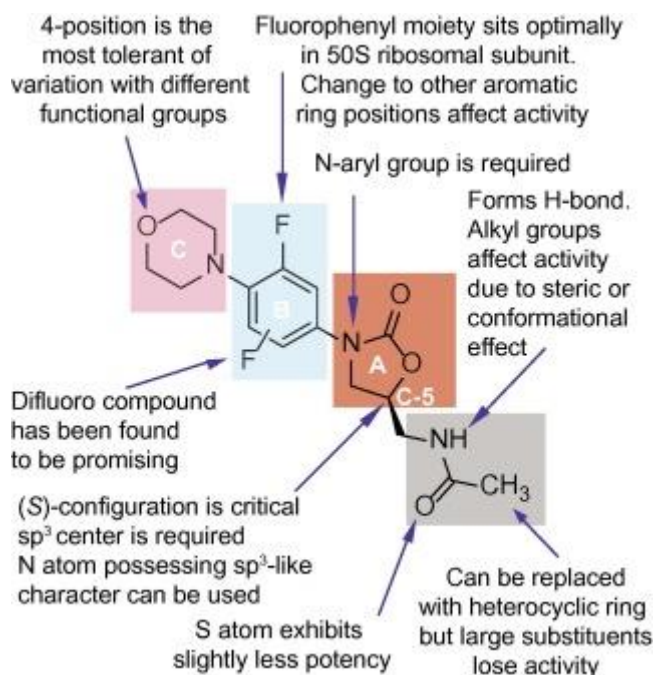 4-position is the
most tolerant of
variation with different
functional groups
Fluorophenyl moiety sits optimally
in 50S ribosomal subunit.
Change to other aromatic
ring positions affect activity
N-aryl group is required
Forms H-bond.
Alkyl groups
affect activity
due to steric or
conformational
effect
O
C
N
F
B
F
O
N
A
O
C-5
NH
O
CH3
Difluoro compound
has been found
to be promising
(S)-configuration is critical
sp³ center is required
N atom possessing sp³-like
character can be used
S atom exhibits
slightly less potency
Can be replaced
with heterocyclic ring
but large substituents
lose activity